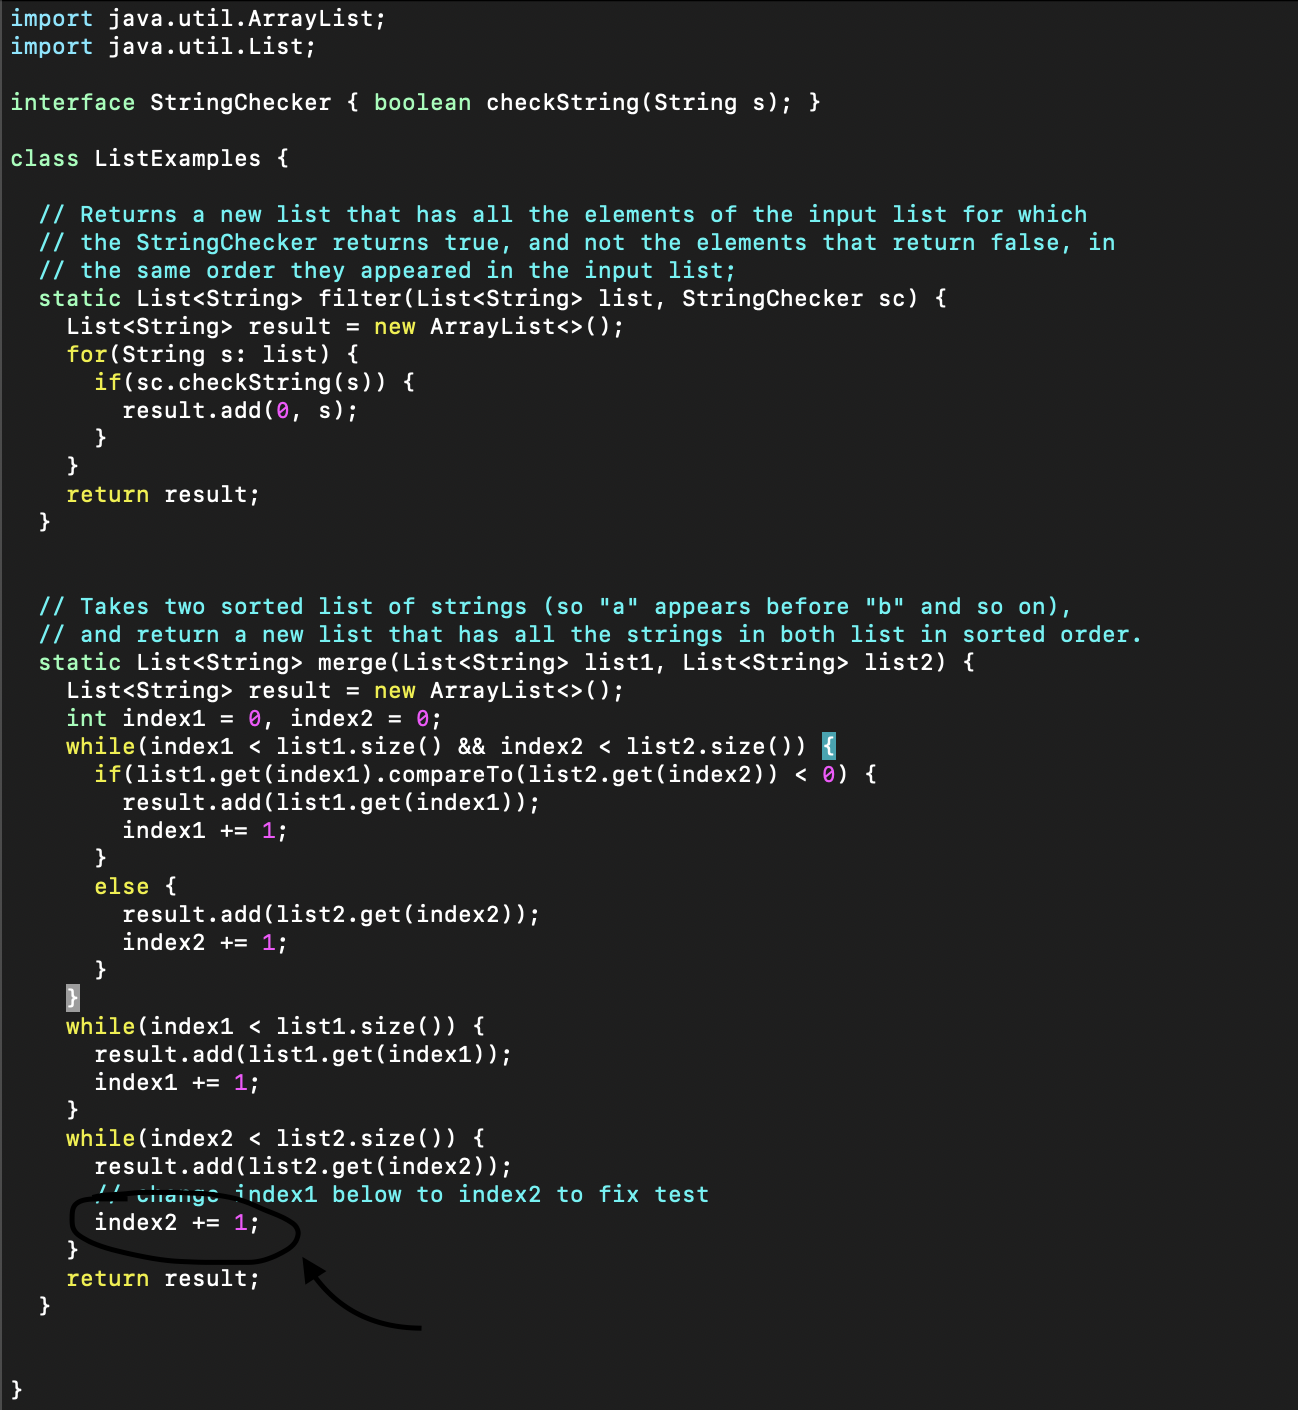 import java.util.ArrayList;
import java.util.List;
interface StringChecker { boolean checkString(String s); }
class ListExamples {
// Returns a new list that has all the elements of the input list for which
// the StringChecker returns true, and not the elements that return false, in
// the same order they appeared in the input list;
static List<String> filter(List<String> list, StringChecker sc) {
List<String> result = new ArrayList<>();
for(String s: list) {
if(sc.checkString(s)) {
result.add(0, s);
}
}
return result;
}
// Takes two sorted list of strings (so "a" appears before "b" and so on),
// and return a new list that has all the strings in both list in sorted order.
static List<String> merge(List<String> list1, List<String> list2) {
List<String> result = new ArrayList<>();
int index1 = 0, index2 = 0;
while(index1 < list1.size() && index2 < list2.size()) {
if(list1.get(index1).compareTo(list2.get(index2)) < 0) {
result.add(list1.get(index1));
index1 += 1;
}
else {
result.add(list2.get(index2));
index2 += 1;
}
}
while(index1 < list1.size()) {
result.add(list1.get(index1));
index1 += 1;
}
while(index2 < list2.size()) {
result.add(list2.get(index2));
// change index1 below to index2 to fix test
index2 += 1;
}
return result;
}
}